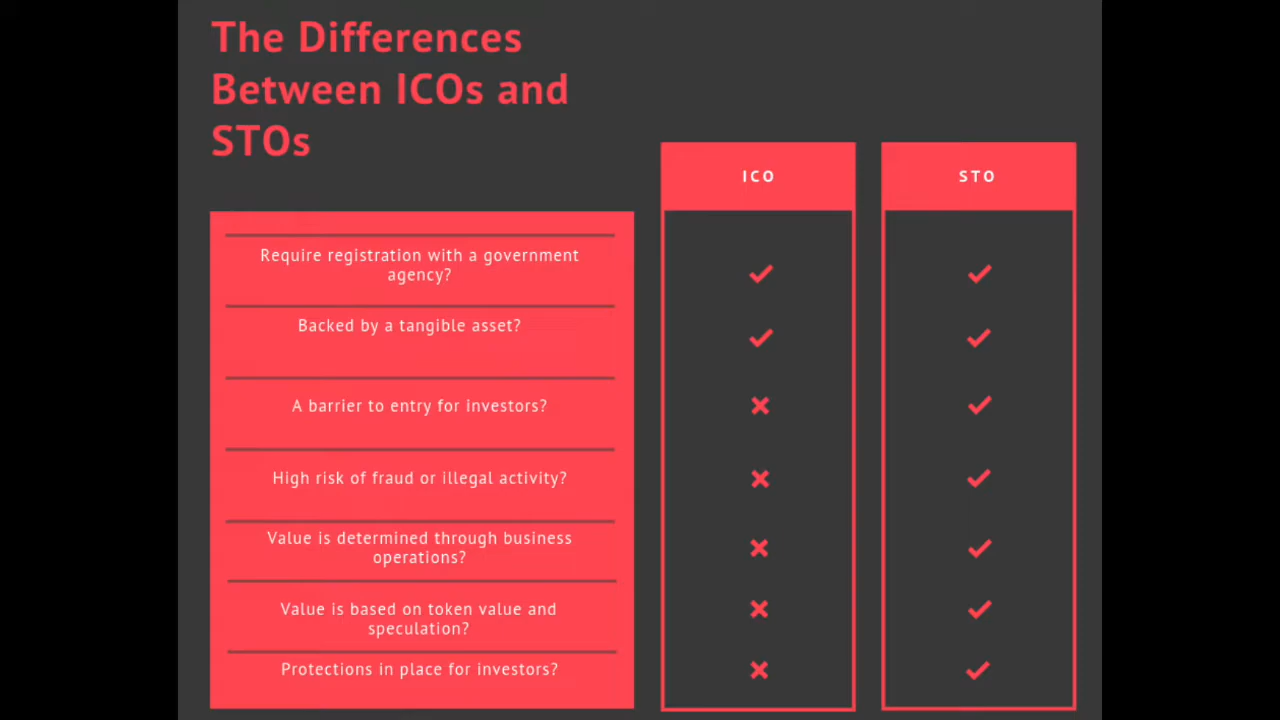 The Differences
Between ICOs and
STOs
ICO
STO
Require registration with a government
agency?
Backed by a tangible asset?
A barrier to entry for investors?
High risk of fraud or illegal activity?
Value is determined through business
operations?
Value is based on token value and
speculation?
Protections in place for investors?